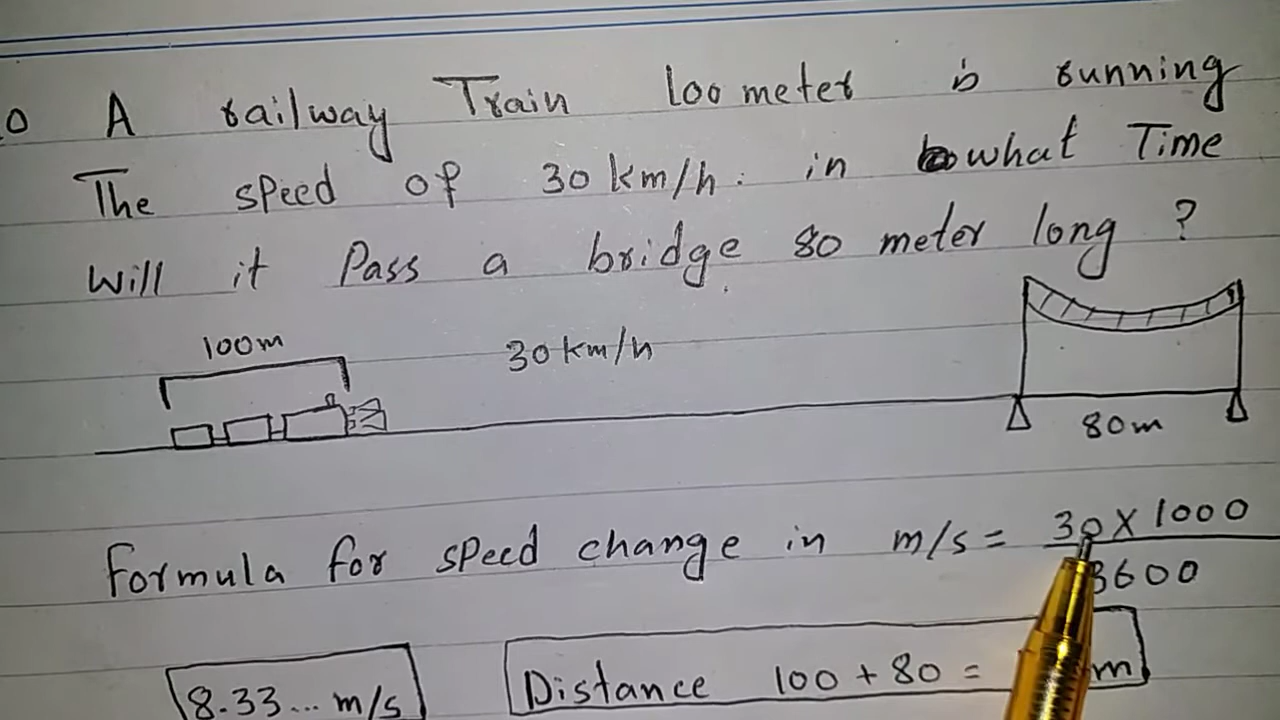 A railway Train 100 meter is running
The speed of 30 km/h. in what Time
will it Pass a bridge 80 meter long ?
100m
30 km/h
80m
Formula for speed change in m/s = 30 X 1000
3600
8.33... m/s
Distance 100 + 80 = m